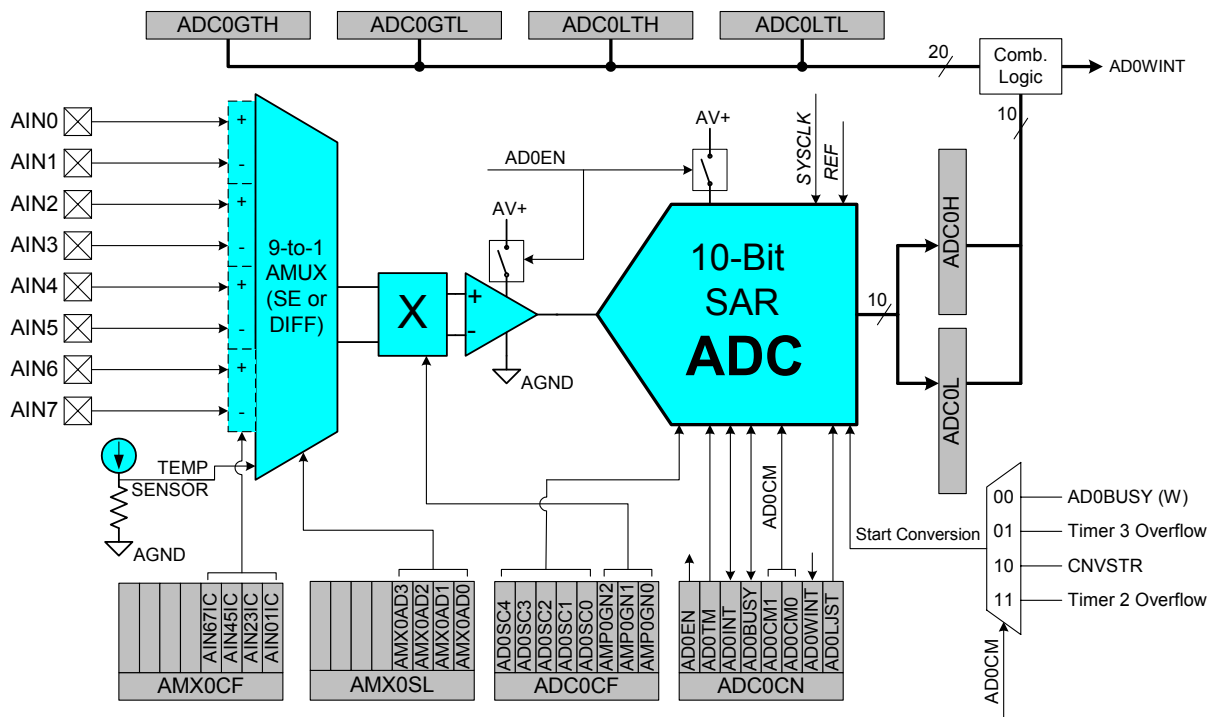 ADC0GTH
ADC0GTL
ADC0LTH
ADC0LTL
20
Comb.
Logic
AD0WINT
10
AIN0
AIN1
AIN2
AIN3
AIN4
AIN5
AIN6
AIN7
+
-
+
-
+
-
+
-
9-to-1
AMUX
(SE or
DIFF)
TEMP
SENSOR
AGND
X
+
-
AV+
AGND
AD0EN
AV+
SYSCLK
REF
10-Bit
SAR
ADC
10
ADC0H
ADC0L
Start Conversion
00
01
10
11
AD0BUSY (W)
Timer 3 Overflow
CNVSTR
Timer 2 Overflow
AD0CM
AD0CM
AIN67IC
AIN45IC
AIN23IC
AIN01IC
AMX0CF
AMX0AD3
AMX0AD2
AMX0AD1
AMX0AD0
AMX0SL
AD0SC4
AD0SC3
AD0SC2
AD0SC1
AD0SC0
AMP0GN2
AMP0GN1
AMP0GN0
ADC0CF
AD0EN
AD0TM
AD0INT
AD0BUSY
AD0CM1
AD0CM0
AD0WINT
AD0LJST
ADC0CN